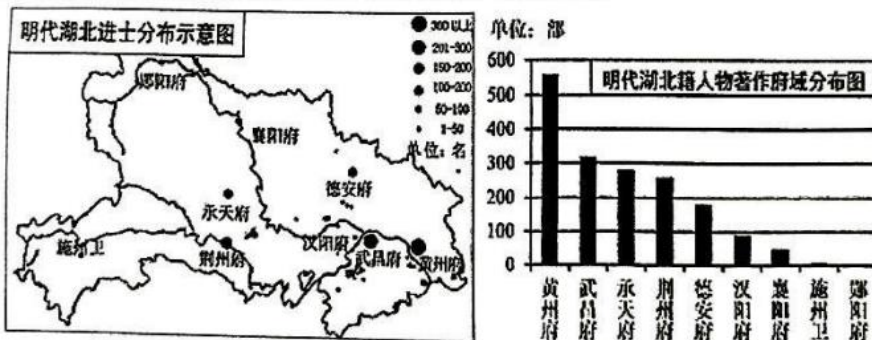 明代湖北进士分布示意图
300以上
201-300
150-200
100-200
50-100
1-50
单位：名
郧阳府
襄阳府
德安府
承天府
汉阳府
武昌府
黄州府
荆州府
施州卫
单位：部
明代湖北籍人物著作府域分布图
600
500
400
300
200
100
0
黄州府
武昌府
承天府
荆州府
德安府
汉阳府
襄阳府
施州卫
郧阳府